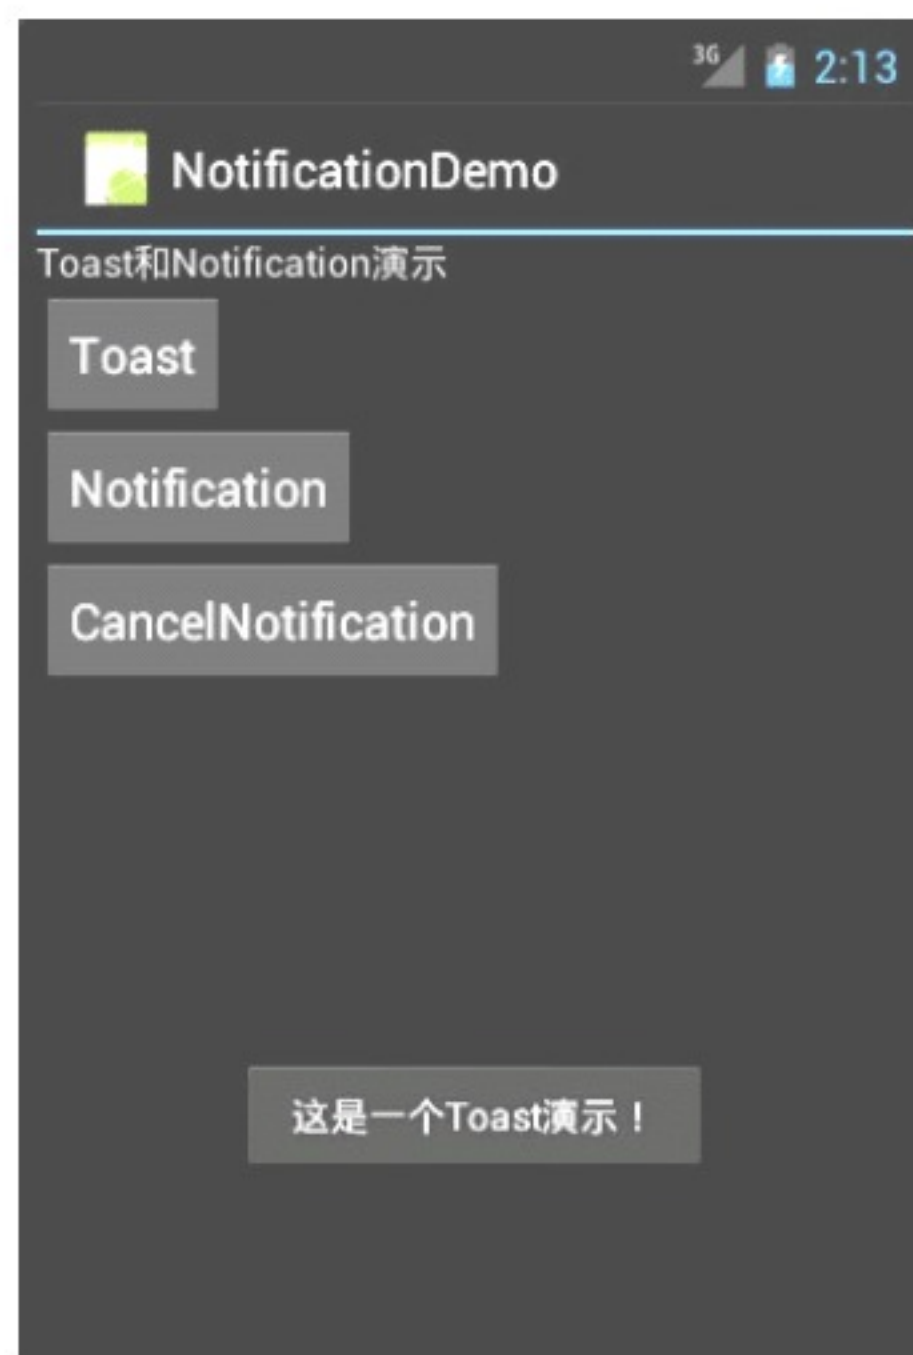 3G 2:13
NotificationDemo
Toast和Notification演示
Toast
Notification
CancelNotification
这是一个Toast演示！